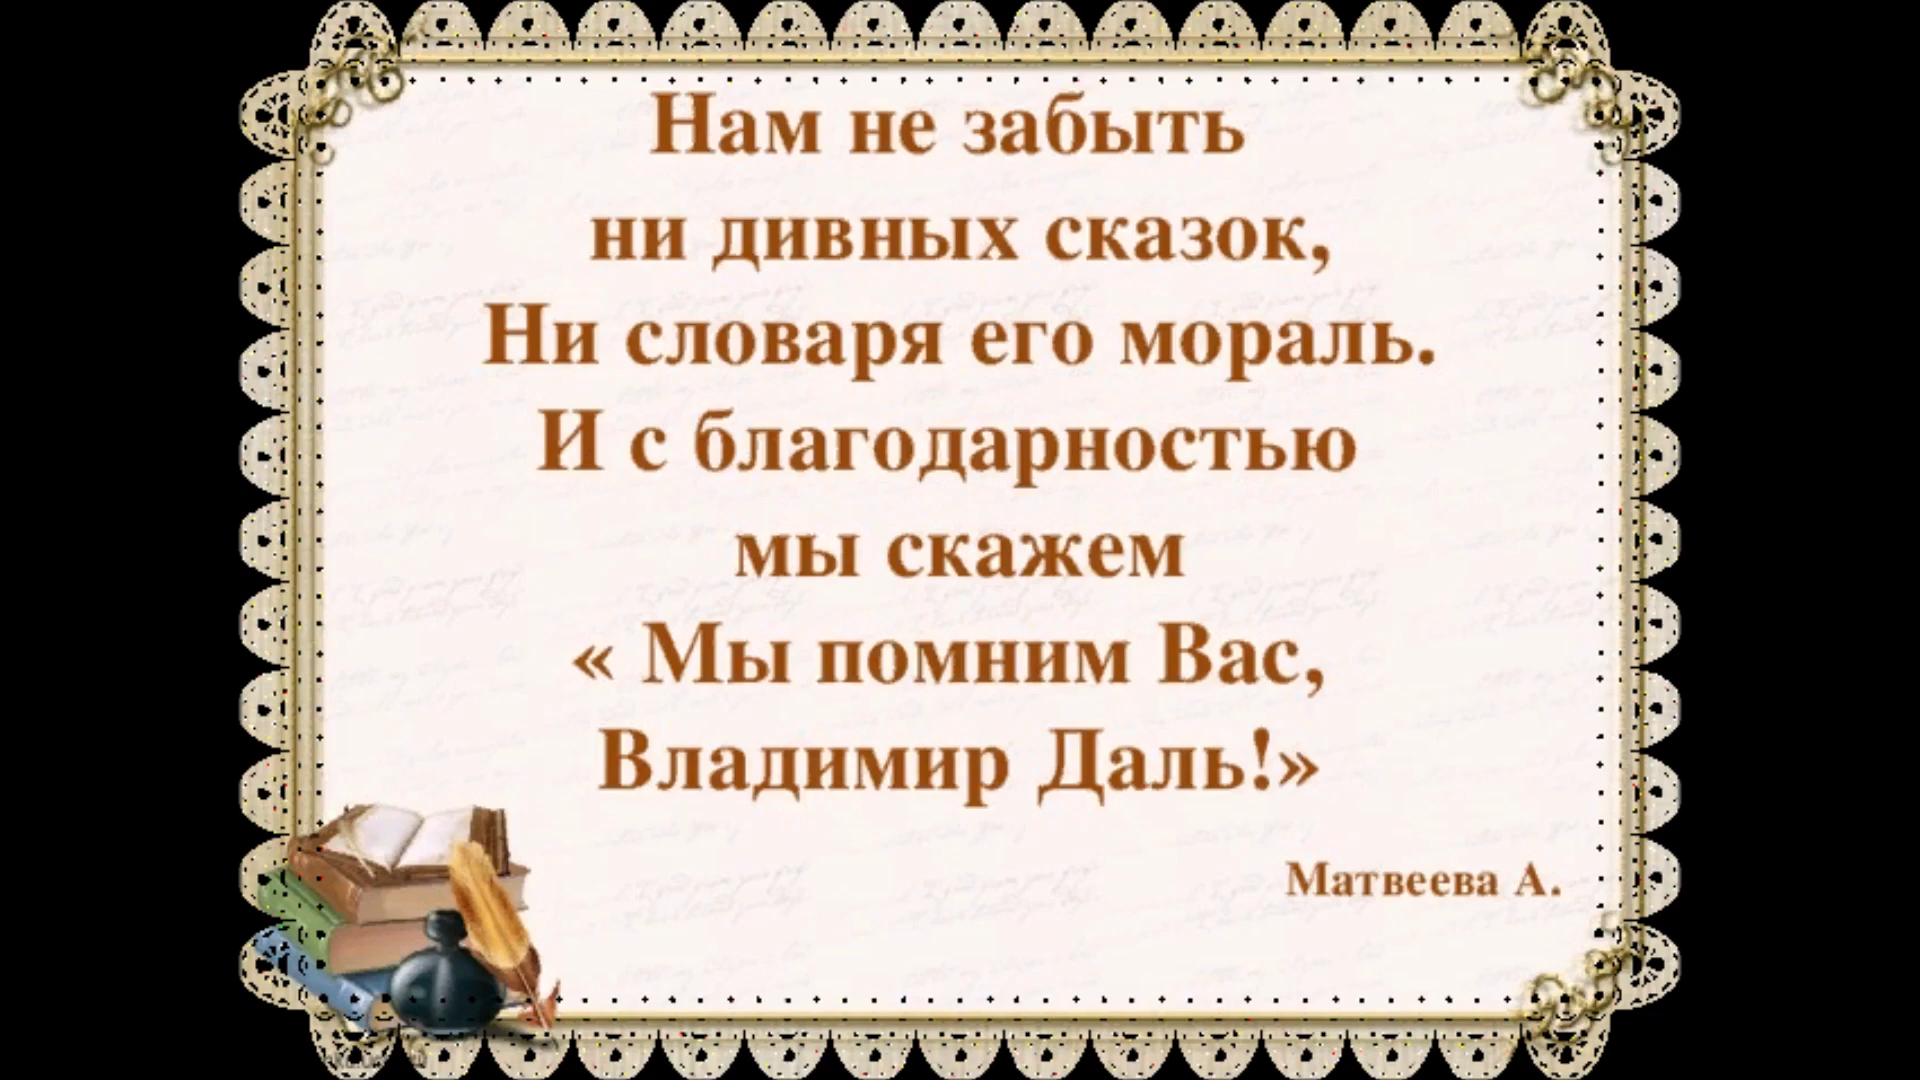 Нам не забыть
ни дивных сказок,
Ни словаря его мораль.
И с благодарностью
мы скажем
« Мы помним Вас,
Владимир Даль!»
Матвеева А.